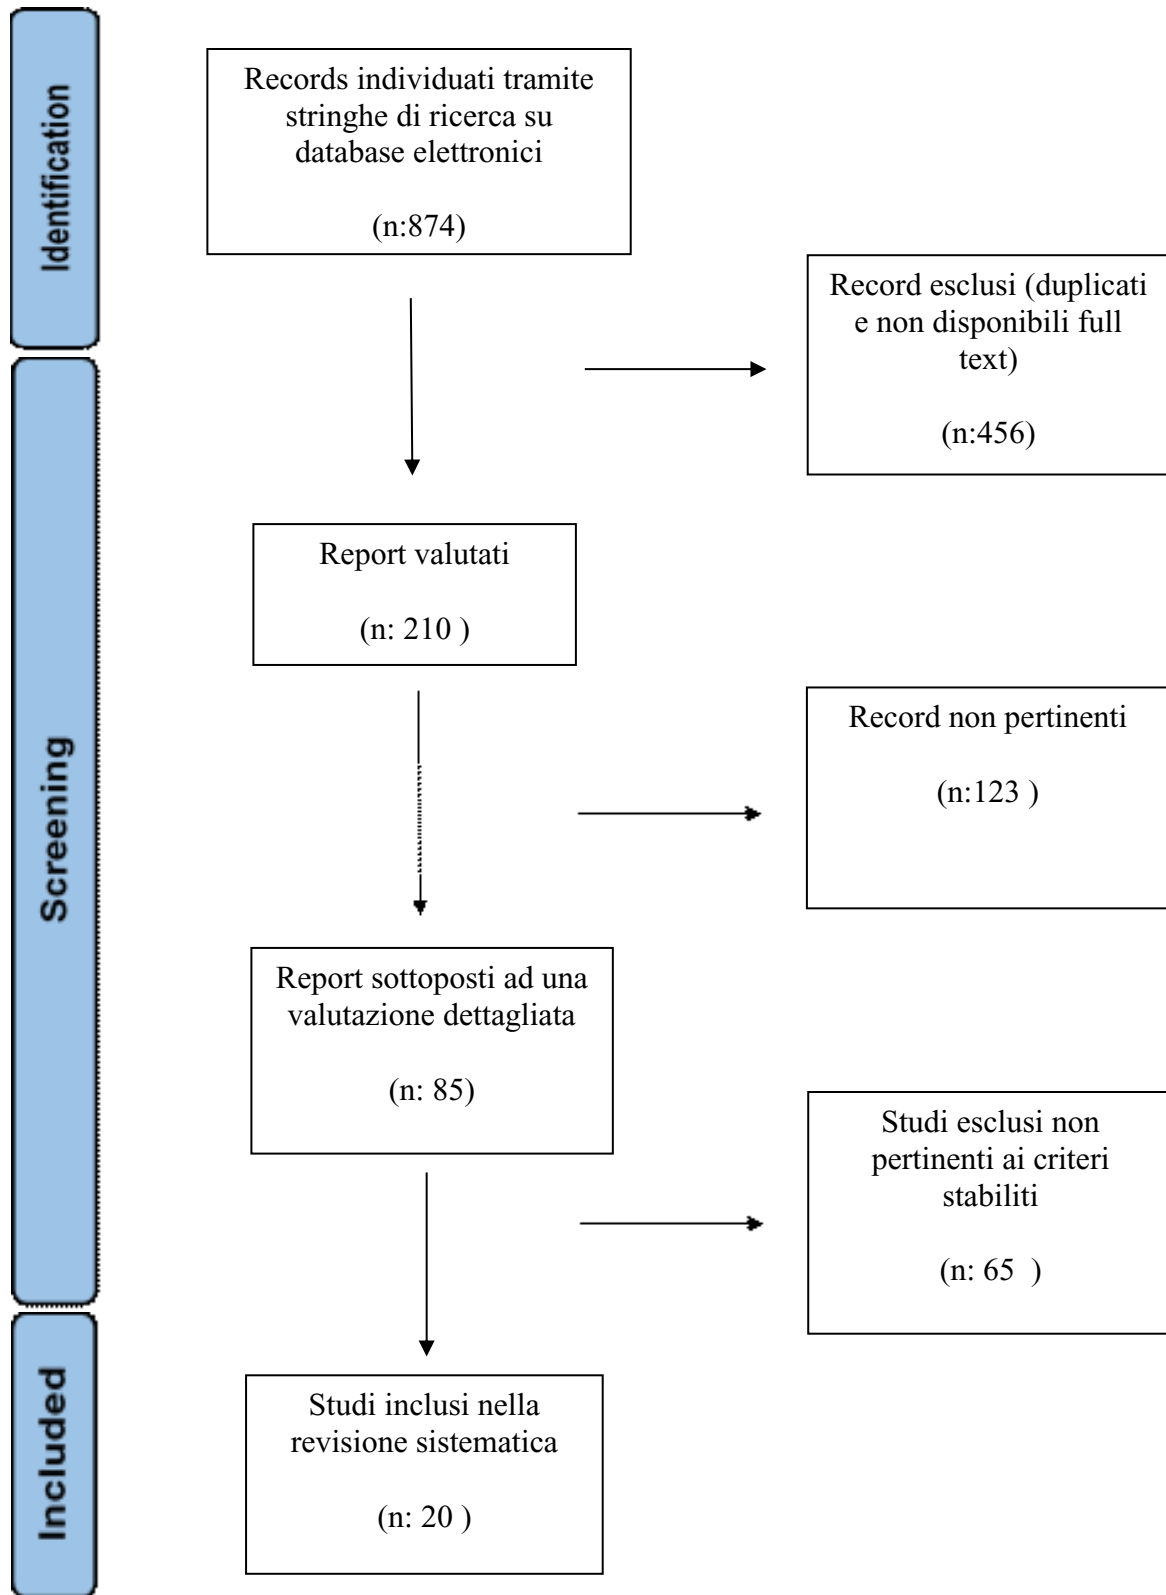 Identification
Records individuati tramite
stringhe di ricerca su
database elettronici
(n:874)
Record esclusi (duplicati
e non disponibili full
text)
(n:456)
Screening
Report valutati
(n: 210 )
Record non pertinenti
(n:123 )
Report sottoposti ad una
valutazione dettagliata
(n: 85)
Studi esclusi non
pertinenti ai criteri
stabiliti
(n: 65 )
Included
Studi inclusi nella
revisione sistematica
(n: 20 )